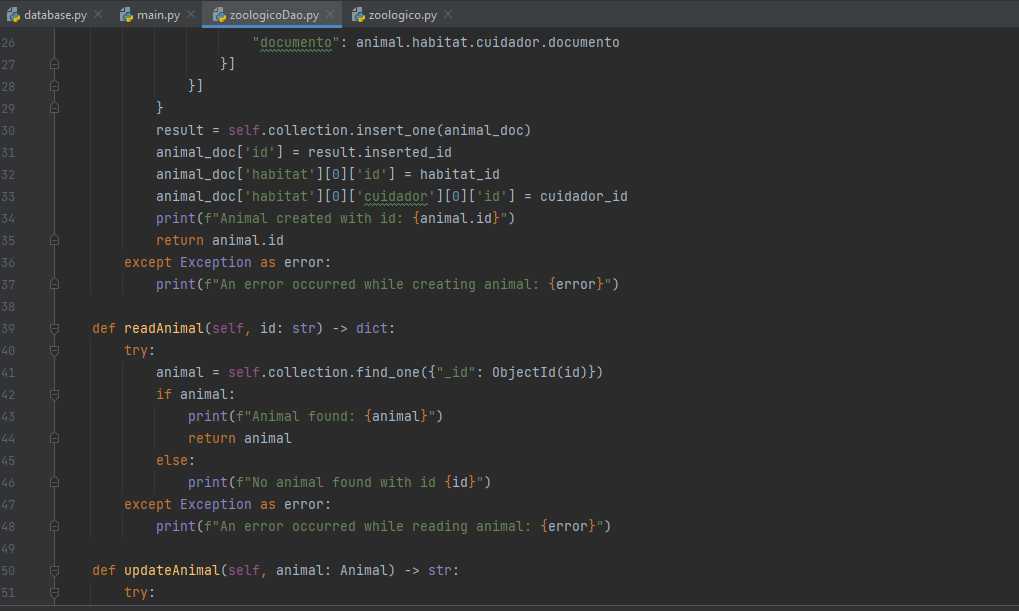 database.py main.py zoologicoDao.py zoologico.py
26 "documento": animal.habitat.cuidador.documento
27 }]
28 }]
29 }
30 result = self.collection.insert_one(animal_doc)
31 animal_doc['id'] = result.inserted_id
32 animal_doc['habitat'][0]['id'] = habitat_id
33 animal_doc['habitat'][0]['cuidador'][0]['id'] = cuidador_id
34 print(f"Animal created with id: {animal.id}")
35 return animal.id
36 except Exception as error:
37 print(f"An error occurred while creating animal: {error}")
38
39 def readAnimal(self, id: str) -> dict:
40 try:
41 animal = self.collection.find_one({"_id": ObjectId(id)})
42 if animal:
43 print(f"Animal found: {animal}")
44 return animal
45 else:
46 print(f"No animal found with id {id}")
47 except Exception as error:
48 print(f"An error occurred while reading animal: {error}")
49
50 def updateAnimal(self, animal: Animal) -> str:
51 try: